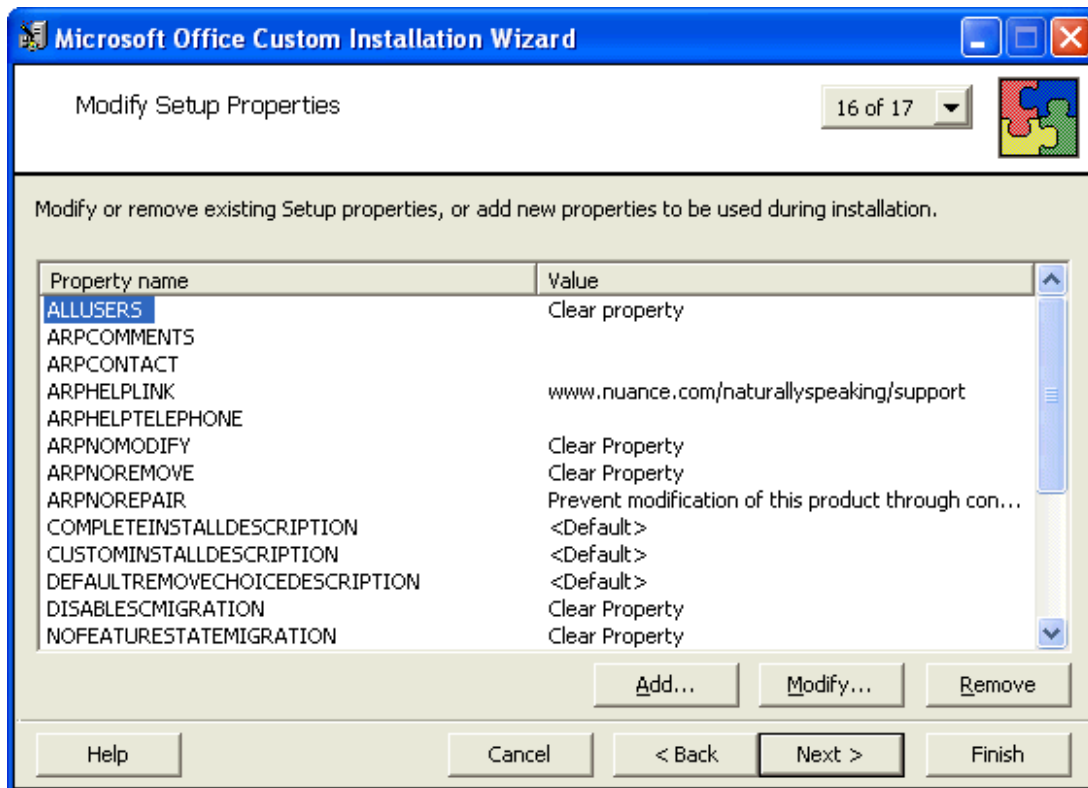 Microsoft Office Custom Installation Wizard
Modify Setup Properties
16 of 17
Modify or remove existing Setup properties, or add new properties to be used during installation.
Property name Value
ALLUSERS Clear property
ARPCOMMENTS
ARPCONTACT
ARPHELPLINK www.nuance.com/naturallyspeaking/support
ARPHELPTELEPHONE
ARPNOMODIFY Clear Property
ARPNOREMOVE Clear Property
ARPNOREPAIR Prevent modification of this product through con...
COMPLETEINSTALLDESCRIPTION <Default>
CUSTOMINSTALLDESCRIPTION <Default>
DEFAULTREMOVECHOICEDESCRIPTION <Default>
DISABLESCMIGRATION Clear Property
NOFEATURESTATEMIGRATION Clear Property
Add... Modify... Remove
Help Cancel < Back Next > Finish